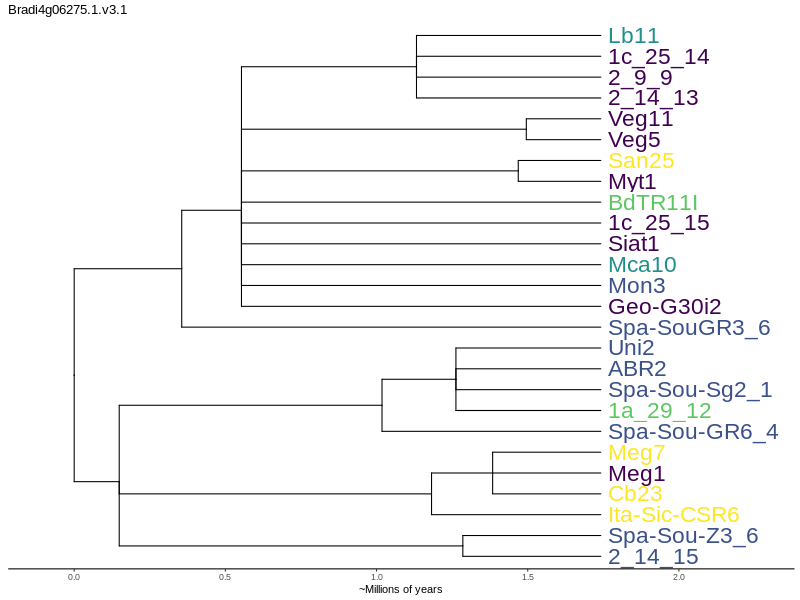 Bradi4g06275.1.v3.1
Lb11
1c_25_14
2_9_9
2_14_13
Veg11
Veg5
San25
Myt1
BdTR11I
1c_25_15
Siat1
Mca10
Mon3
Geo-G30i2
Spa-SouGR3_6
Uni2
ABR2
Spa-Sou-Sg2_1
1a_29_12
Spa-Sou-GR6_4
Meg7
Meg1
Cb23
Ita-Sic-CSR6
Spa-Sou-Z3_6
2_14_15
0.0 0.5 1.0 1.5 2.0
~Millions of years